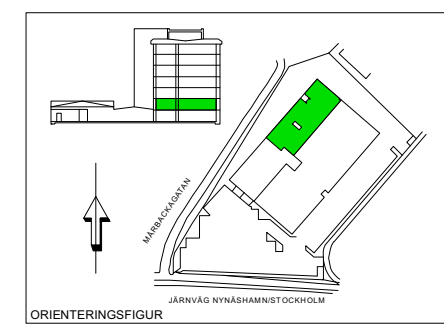 MÅRBACKAGATAN
JÄRNVÄG NYNÄSHAMN/STOCKHOLM
ORIENTERINGSFIGUR